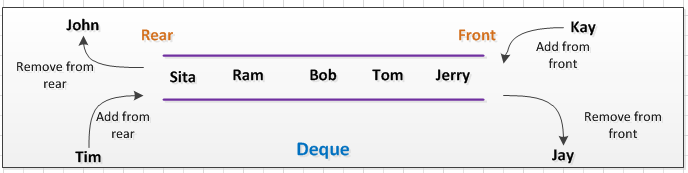 John
Rear
Front
Kay
Remove from
rear
Add from
front
Sita Ram Bob Tom Jerry
Add from
rear
Remove from
front
Tim
Deque
Jay